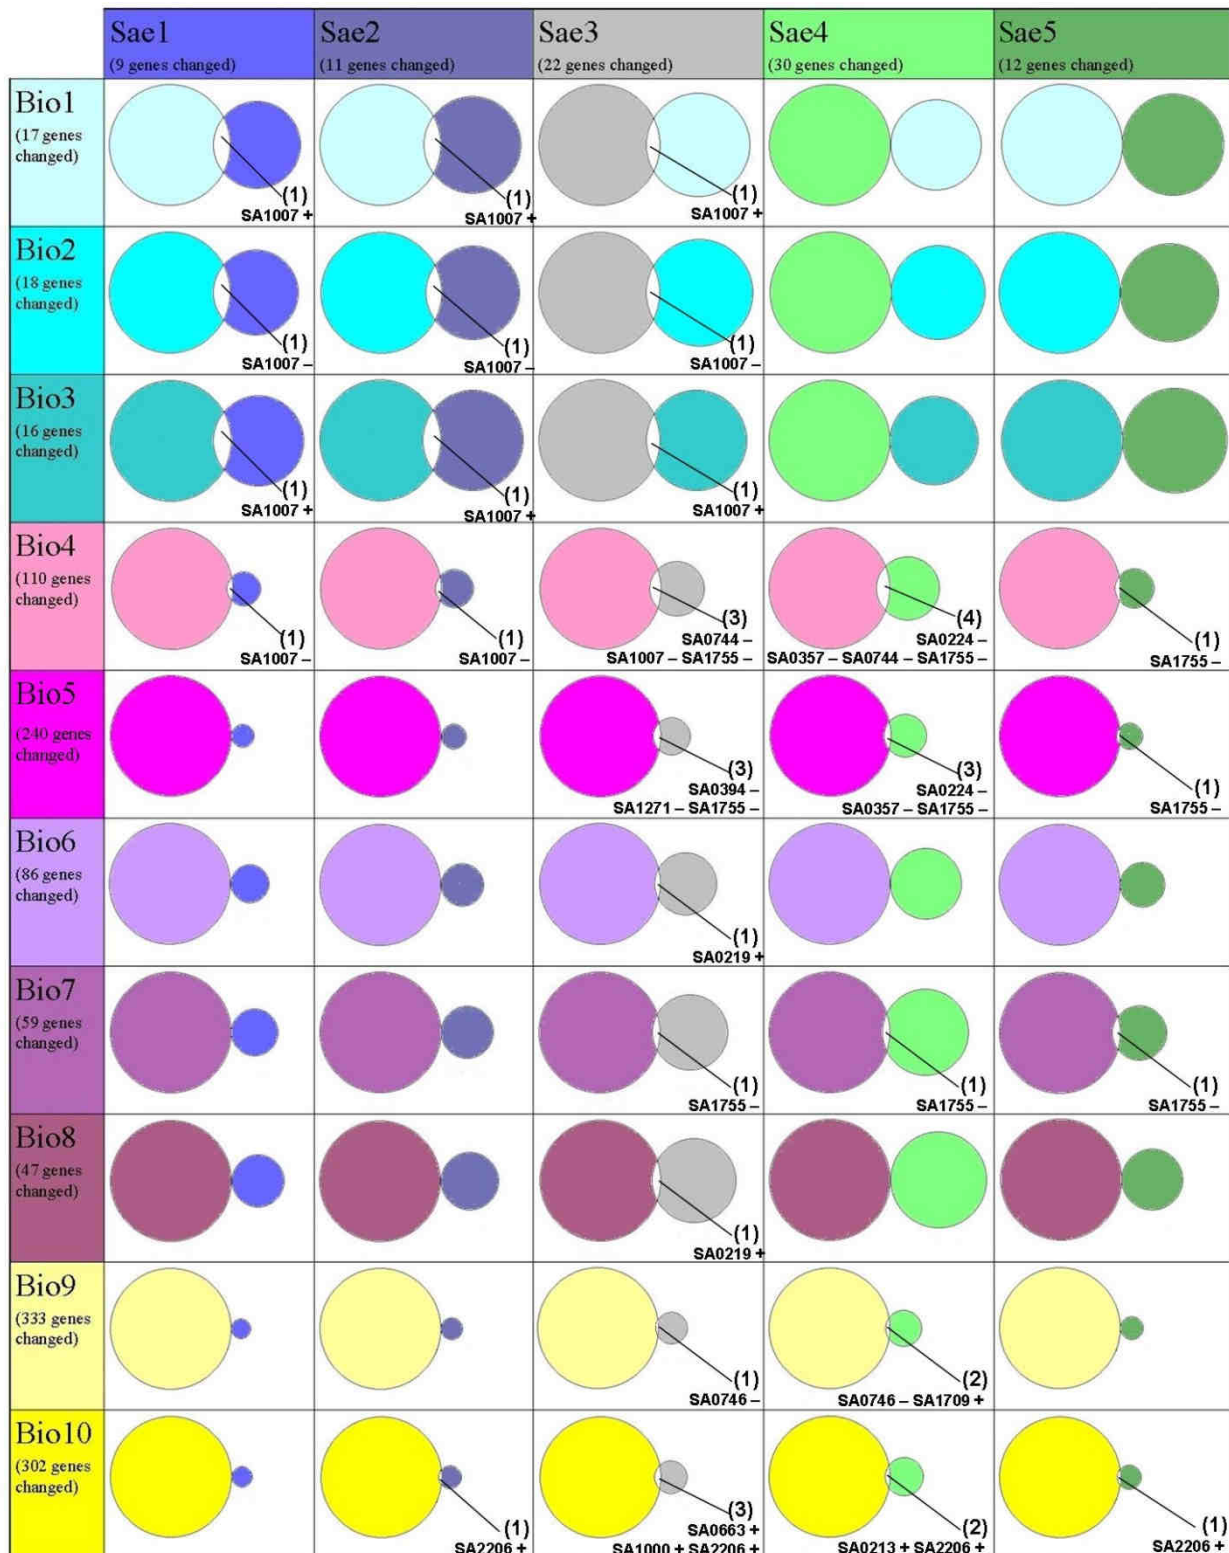 Sae1
(9 genes changed)
Sae2
(11 genes changed)
Sae3
(22 genes changed)
Sae4
(30 genes changed)
Sae5
(12 genes changed)
Bio1
(17 genes
changed)
(1)
SA1007 +
(1)
SA1007 +
(1)
SA1007 +
Bio2
(18 genes
changed)
(1)
SA1007 –
(1)
SA1007 –
(1)
SA1007 –
Bio3
(16 genes
changed)
(1)
SA1007 +
(1)
SA1007 +
(1)
SA1007 +
Bio4
(110 genes
changed)
(1)
SA1007 –
(1)
SA1007 –
(3)
SA0744 –
SA1007 – SA1755 –
(4)
SA0224 –
SA0357 – SA0744 – SA1755 –
(1)
SA1755 –
Bio5
(240 genes
changed)
(3)
SA0394 –
SA1271 – SA1755 –
(3)
SA0224 –
SA0357 – SA1755 –
(1)
SA1755 –
Bio6
(86 genes
changed)
(1)
SA0219 +
Bio7
(59 genes
changed)
(1)
SA1755 –
(1)
SA1755 –
(1)
SA1755 –
Bio8
(47 genes
changed)
(1)
SA0219 +
Bio9
(333 genes
changed)
(1)
SA0746 –
(2)
SA0746 – SA1709 +
Bio10
(302 genes
changed)
(1)
SA2206 +
(3)
SA0663 +
SA1000 + SA2206 +
(2)
SA0213 + SA2206 +
(1)
SA2206 +